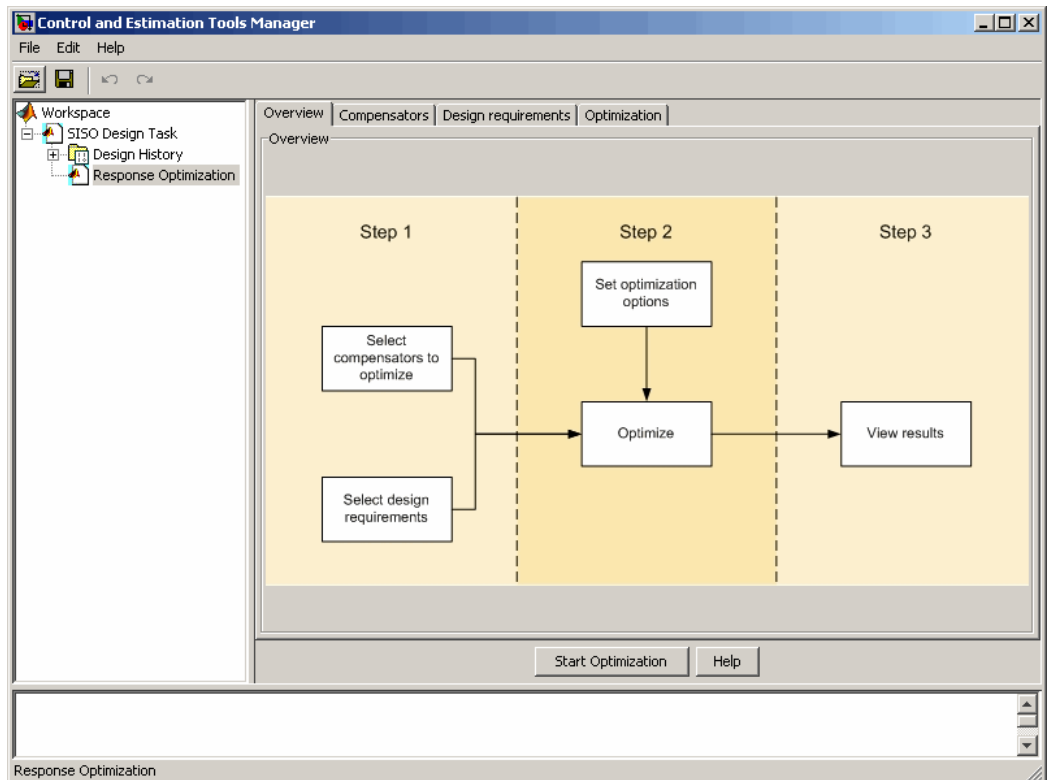 Control and Estimation Tools Manager
File Edit Help
Workspace
SISO Design Task
Design History
Response Optimization
Overview Compensators Design requirements Optimization
Overview
Step 1
Step 2
Step 3
Set optimization
options
Select
compensators to
optimize
Optimize
View results
Select design
requirements
Start Optimization Help
Response Optimization